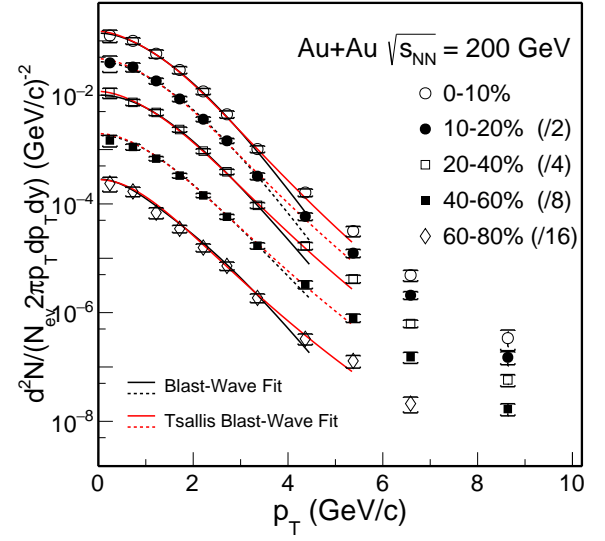 Au+Au √s_NN = 200 GeV
0-10%
10-20% (/2)
20-40% (/4)
40-60% (/8)
60-80% (/16)
d²N/(N_ev 2πp_T dp_T dy) (GeV/c)⁻²
10⁻²
10⁻⁴
10⁻⁶
10⁻⁸
Blast-Wave Fit
Tsallis Blast-Wave Fit
0 2 4 6 8 10
p_T (GeV/c)